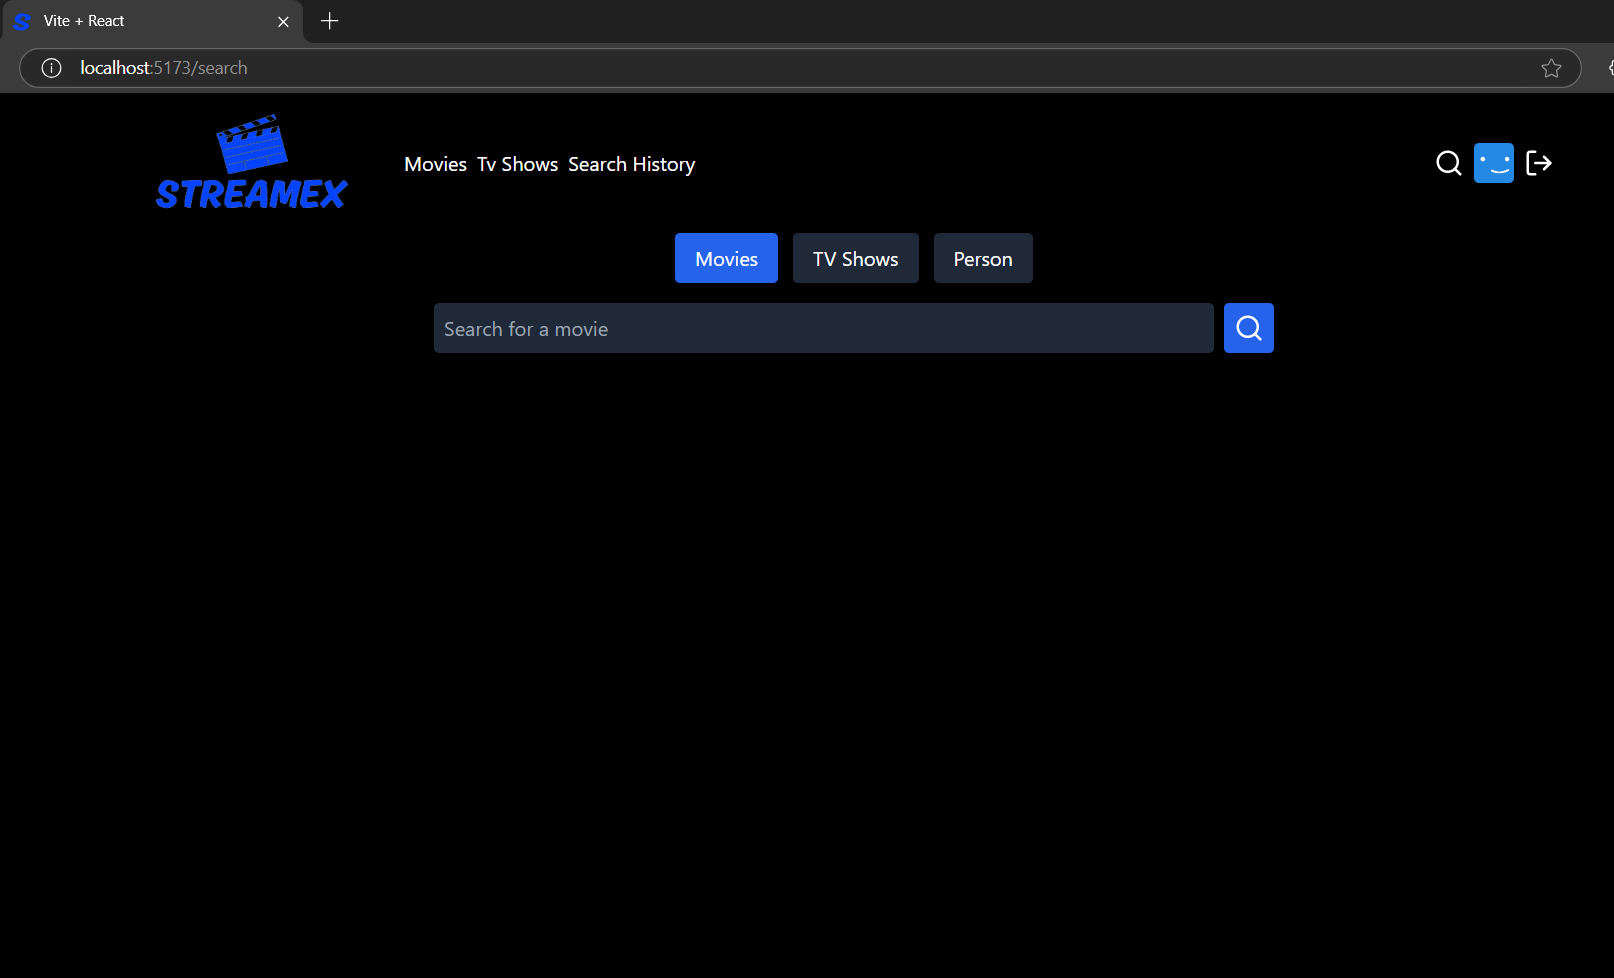 Vite + React
localhost:5173/search
STREAMEX
Movies Tv Shows Search History
Movies TV Shows Person
Search for a movie